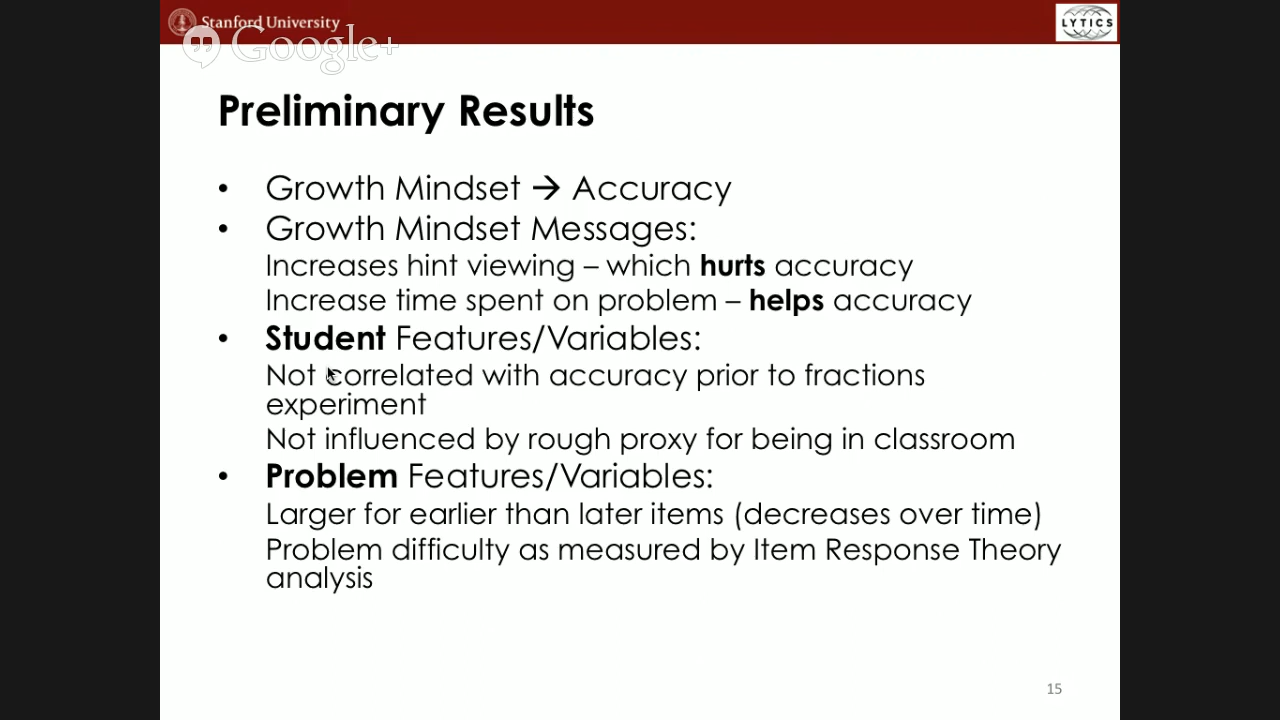 Stanford University
LYTICS
Google+
Preliminary Results
• Growth Mindset → Accuracy
• Growth Mindset Messages:
Increases hint viewing – which hurts accuracy
Increase time spent on problem – helps accuracy
• Student Features/Variables:
Not correlated with accuracy prior to fractions
experiment
Not influenced by rough proxy for being in classroom
• Problem Features/Variables:
Larger for earlier than later items (decreases over time)
Problem difficulty as measured by Item Response Theory
analysis
15